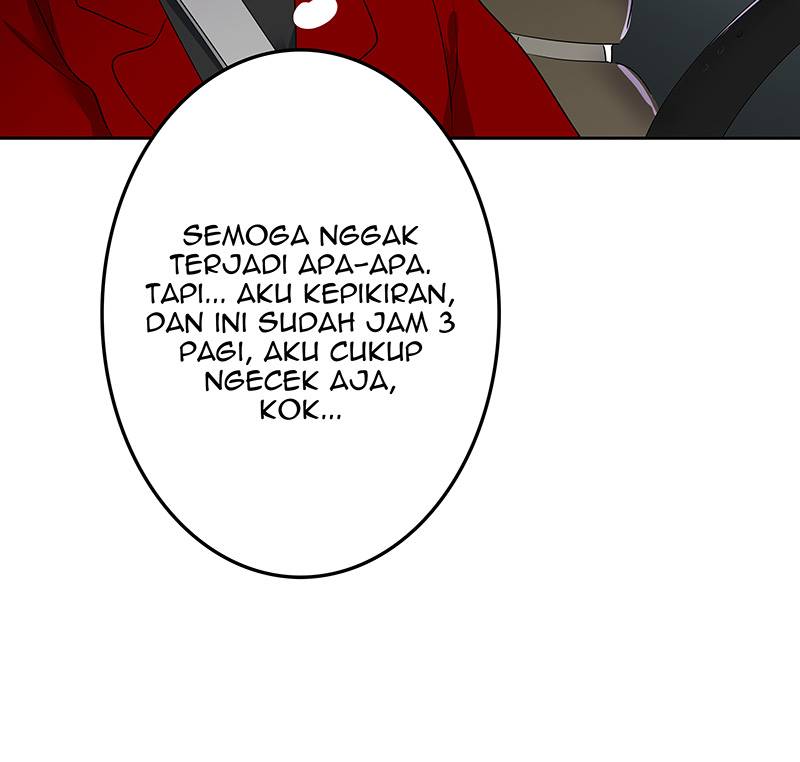 SEMOGA NGGAK
TERJADI APA-APA.
TAPI... AKU KEPIKIRAN,
DAN INI SUDAH JAM 3
PAGI, AKU CUKUP
NGECEK AJA,
KOK...